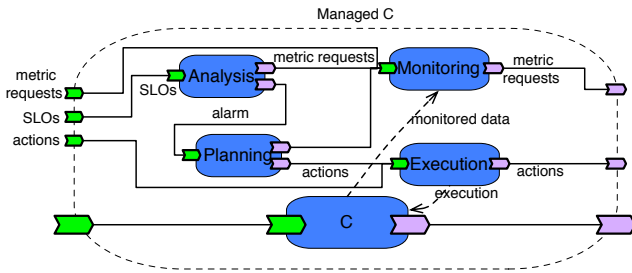 Managed C
metric
requests
SLOs
actions
Analysis
SLOs
metric requests
alarm
Monitoring
metric
requests
monitored data
Planning
actions
Execution
actions
execution
C